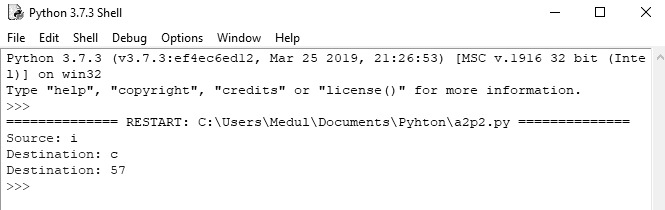 Python 3.7.3 Shell
File Edit Shell Debug Options Window Help
Python 3.7.3 (v3.7.3:ef4ec6ed12, Mar 25 2019, 21:26:53) [MSC v.1916 32 bit (Inte
l)] on win32
Type "help", "copyright", "credits" or "license()" for more information.
>>>
============== RESTART: C:\Users\Medul\Documents\Pyhton\a2p2.py ==============
Source: i
Destination: c
Destination: 57
>>>